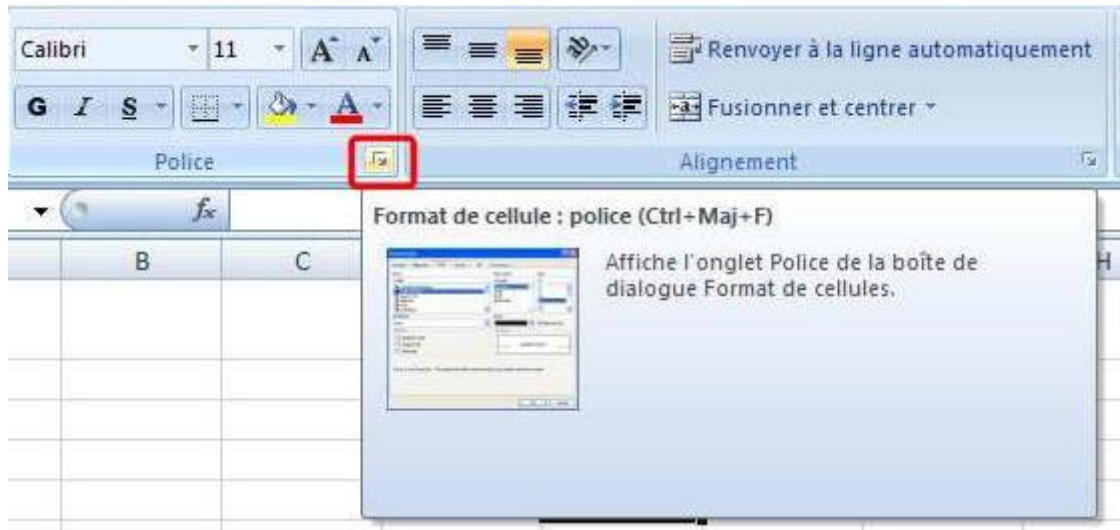 Calibri 11 A A Renvoyer à la ligne automatiquement
G I S A Fusionner et centrer
Police Alignement
fx
Format de cellule : police (Ctrl+Maj+F)
B C H
Affiche l'onglet Police de la boîte de
dialogue Format de cellules.